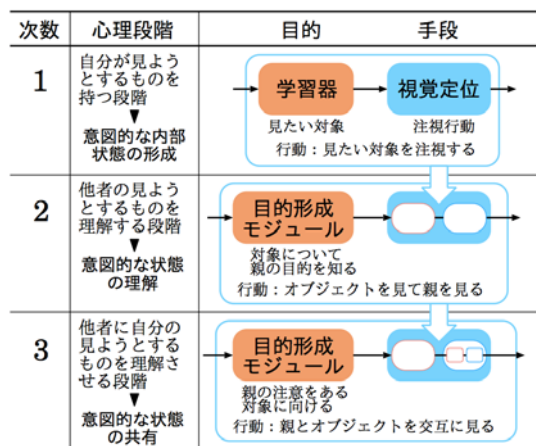 次数 心理段階 目的 手段
1
自分が見よう
とするものを
持つ段階
意図的な内部
状態の形成
学習器 視覚定位
見たい対象 注視行動
行動：見たい対象を注視する
2
他者の見よう
とするものを
理解する段階
意図的な状態
の理解
目的形成
モジュール
対象について
親の目的を知る
行動：オブジェクトを見て親を見る
3
他者に自分の
見ようとする
ものを理解さ
せる段階
意図的な状態
の共有
目的形成
モジュール
親の注意をある
対象に向ける
行動：親とオブジェクトを交互に見る